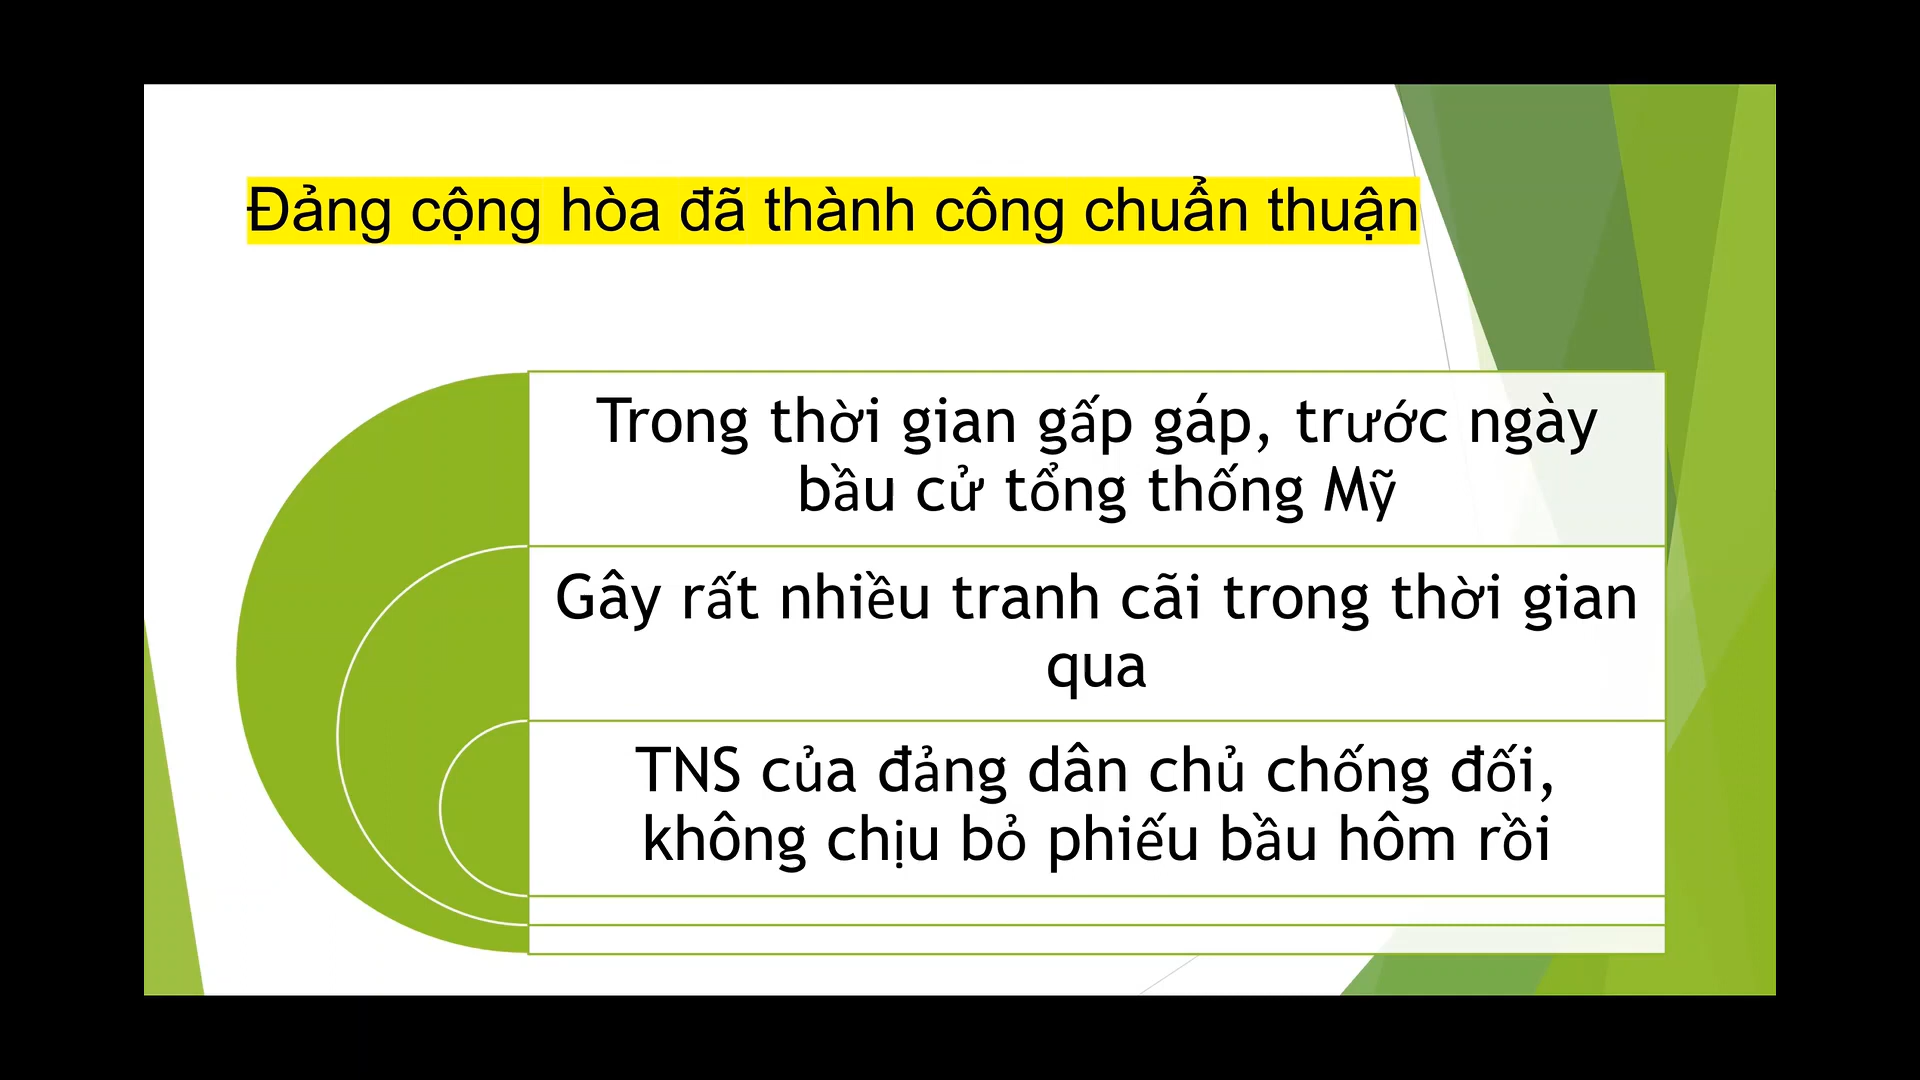 Đảng cộng hòa đã thành công chuẩn thuận
Trong thời gian gấp gáp, trước ngày
bầu cử tổng thống Mỹ
Gây rất nhiều tranh cãi trong thời gian
qua
TNS của đảng dân chủ chống đối,
không chịu bỏ phiếu bầu hôm rồi